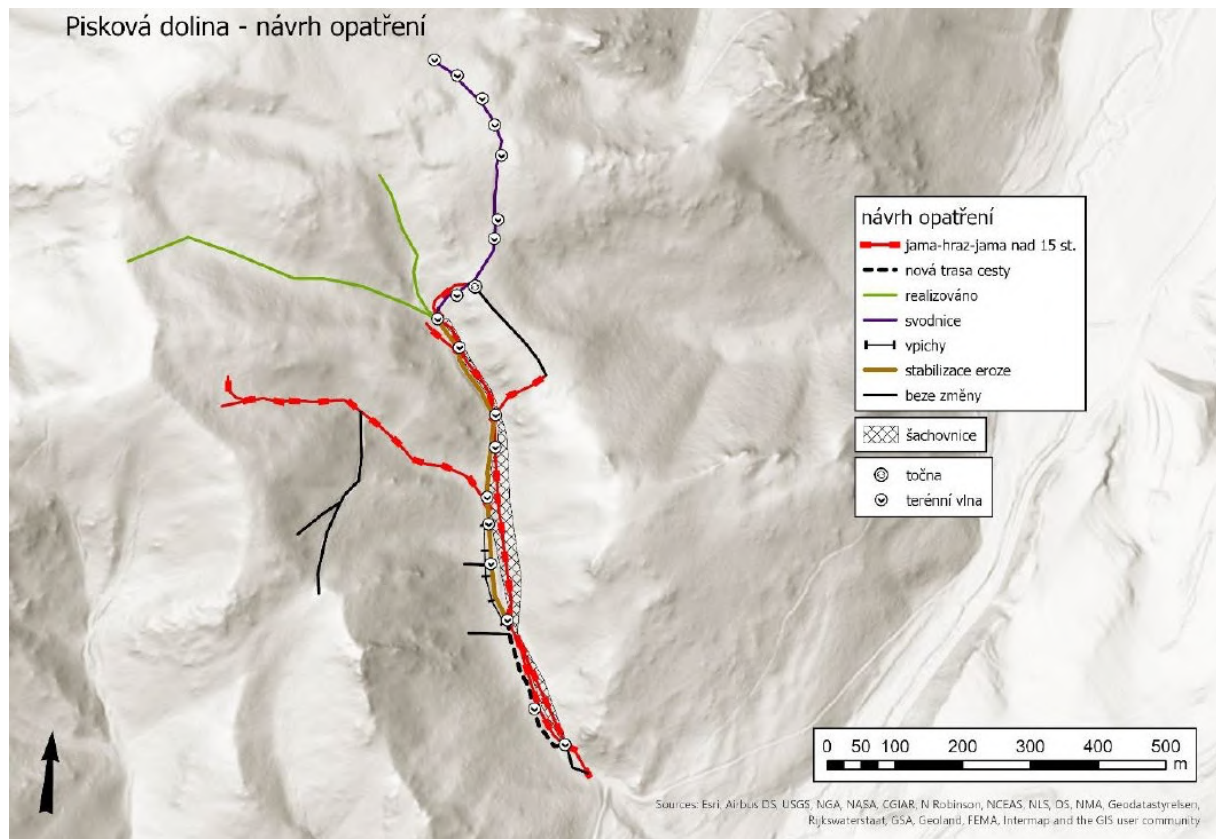 Pisková dolina - návrh opatření
návrh opatření
jama-hraz-jama nad 15 st.
nová trasa cesty
realizováno
svodnice
vpichy
stabilizace eroze
beze změny
šachovnice
točna
terénní vlna
0 50 100 200 300 400 500
m
Sources: Esri, Airbus DS, USGS, NGA, NASA, CGIAR, N Robinson, NCEAS, NLS, OS, NMA, Geodatastyrelsen,
Rijkswaterstaat, GSA, Geoland, FEMA, Intermap and the GIS user community